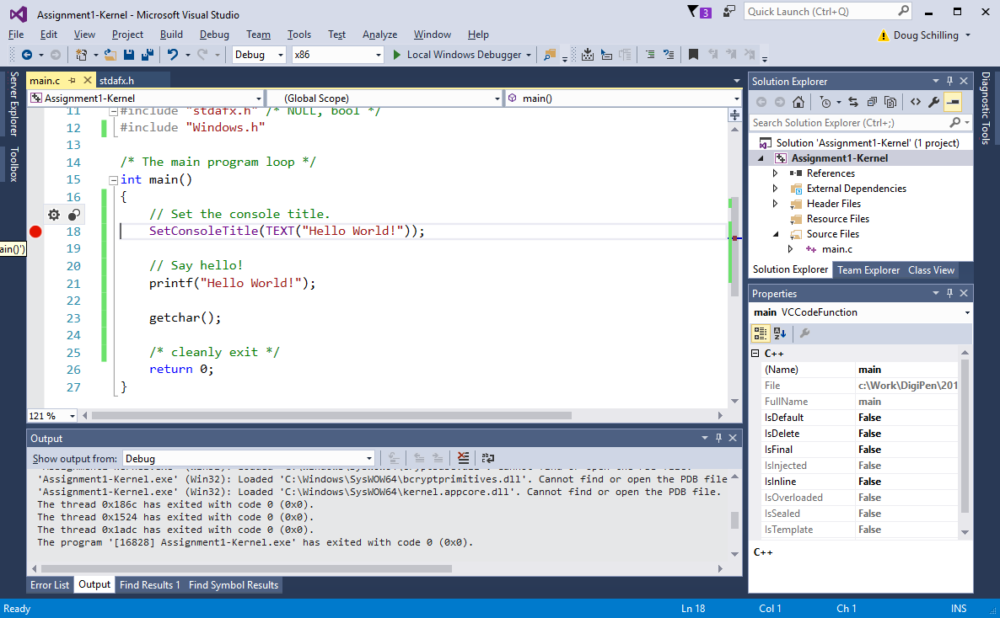 Assignment1-Kernel - Microsoft Visual Studio
3
Quick Launch (Ctrl+Q)
File Edit View Project Build Debug Team Tools Test Analyze Window Help
Doug Schilling
Debug x86 Local Windows Debugger
Server Explorer
Toolbox
main.c stdafx.h
Assignment1-Kernel (Global Scope) main()
11 #include "stdafx.h" /* NULL, bool */
12 #include "Windows.h"
13
14 /* The main program loop */
15 int main()
16 {
// Set the console title.
18 SetConsoleTitle(TEXT("Hello World!"));
19
ain()')
20 // Say hello!
21 printf("Hello World!");
22
23 getchar();
24
25 /* cleanly exit */
26 return 0;
27 }
121 %
Output
Show output from: Debug
'Assignment1-Kernel.exe' (Win32): Loaded 'C:\Windows\SysWOW64\bcryptprimitives.dll'. Cannot find or open the PDB file
'Assignment1-Kernel.exe' (Win32): Loaded 'C:\Windows\SysWOW64\kernel.appcore.dll'. Cannot find or open the PDB file.
The thread 0x186c has exited with code 0 (0x0).
The thread 0x1524 has exited with code 0 (0x0).
The thread 0x1adc has exited with code 0 (0x0).
The program '[16828] Assignment1-Kernel.exe' has exited with code 0 (0x0).
Error List Output Find Results 1 Find Symbol Results
Solution Explorer
Search Solution Explorer (Ctrl+;)
Solution 'Assignment1-Kernel' (1 project)
Assignment1-Kernel
References
External Dependencies
Header Files
Resource Files
Source Files
main.c
Solution Explorer Team Explorer Class View
Properties
main VCCodeFunction
C++
(Name) main
File c:\Work\DigiPen\201
FullName main
IsDefault False
IsDelete False
IsFinal False
IsInjected False
IsInline False
IsOverloaded False
IsSealed False
IsTemplate False
C++
Diagnostic Tools
Ready Ln 18 Col 1 Ch 1 INS